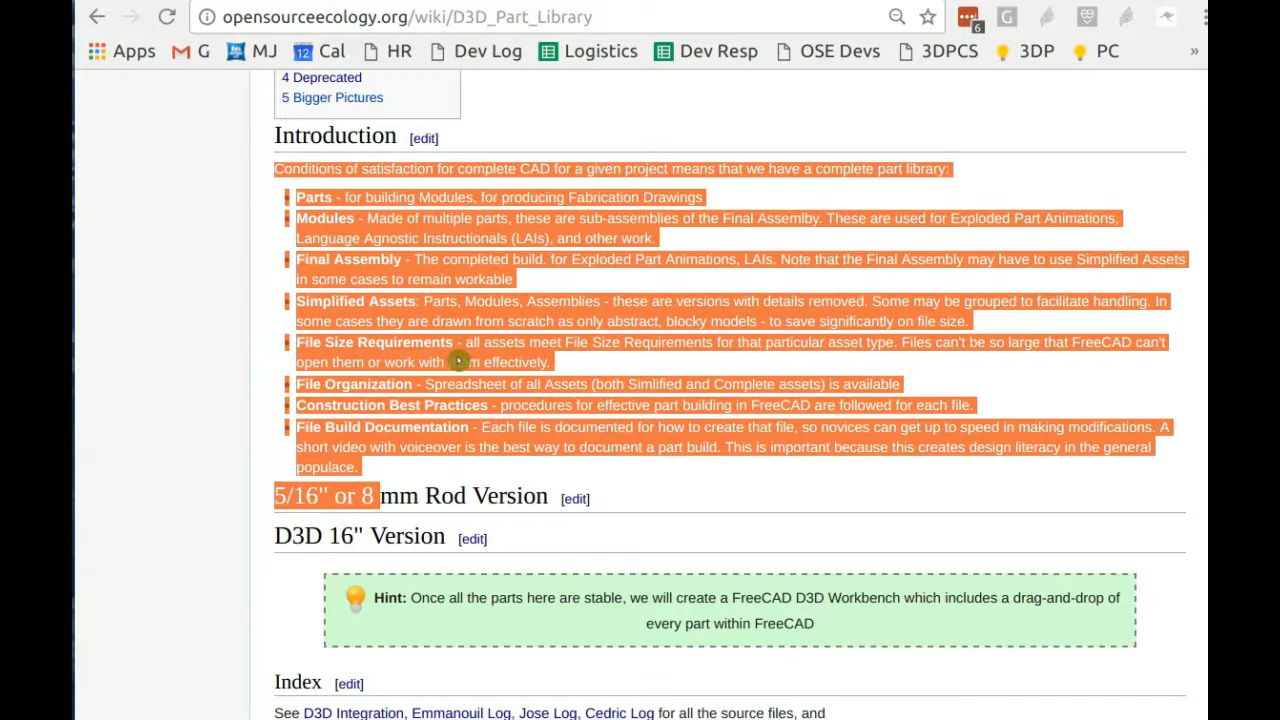 opensourceecology.org/wiki/D3D_Part_Library
6
Apps G MJ 12 Cal HR Dev Log Logistics Dev Resp OSE Devs 3DPCS 3DP PC »
4 Deprecated
5 Bigger Pictures
Introduction [edit]
Conditions of satisfaction for complete CAD for a given project means that we have a complete part library:
Parts - for building Modules, for producing Fabrication Drawings
Modules - Made of multiple parts, these are sub-assemblies of the Final Assemlby. These are used for Exploded Part Animations,
Language Agnostic Instructionals (LAIs), and other work.
Final Assembly - The completed build. for Exploded Part Animations, LAIs. Note that the Final Assembly may have to use Simplified Assets
in some cases to remain workable
Simplified Assets: Parts, Modules, Assemblies - these are versions with details removed. Some may be grouped to facilitate handling. In
some cases they are drawn from scratch as only abstract, blocky models - to save significantly on file size.
File Size Requirements - all assets meet File Size Requirements for that particular asset type. Files can't be so large that FreeCAD can't
open them or work with effectively.
File Organization - Spreadsheet of all Assets (both Simlified and Complete assets) is available
Construction Best Practices - procedures for effective part building in FreeCAD are followed for each file.
File Build Documentation - Each file is documented for how to create that file, so novices can get up to speed in making modifications. A
short video with voiceover is the best way to document a part build. This is important because this creates design literacy in the general
populace.
5/16" or 8 mm Rod Version [edit]
D3D 16" Version [edit]
Hint: Once all the parts here are stable, we will create a FreeCAD D3D Workbench which includes a drag-and-drop of
every part within FreeCAD
Index [edit]
See D3D Integration, Emmanouil Log, Jose Log, Cedric Log for all the source files, and